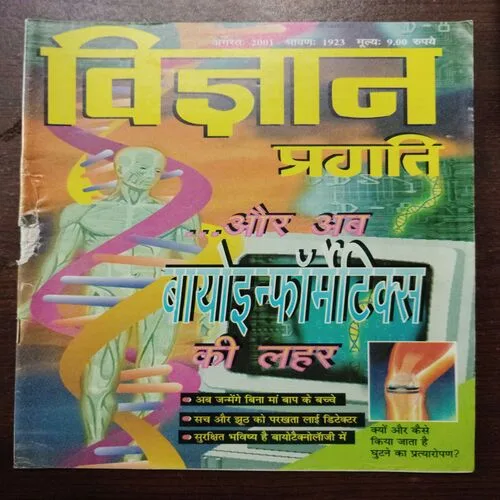 अगस्त: 2001 श्रावण: 1923 मूल्य: 9.00 रुपये
विज्ञान
प्रगति
...और अब
बायोइन्फॉर्मेटिक्स
की लहर
अब जन्मेंगे बिना मां बाप के बच्चे
सच और झूठ को परखता लाई डिटेक्टर
सुरक्षित भविष्य है बायोटैक्नोलॉजी में
क्यों और कैसे
किया जाता है
घुटने का प्रत्यारोपण?